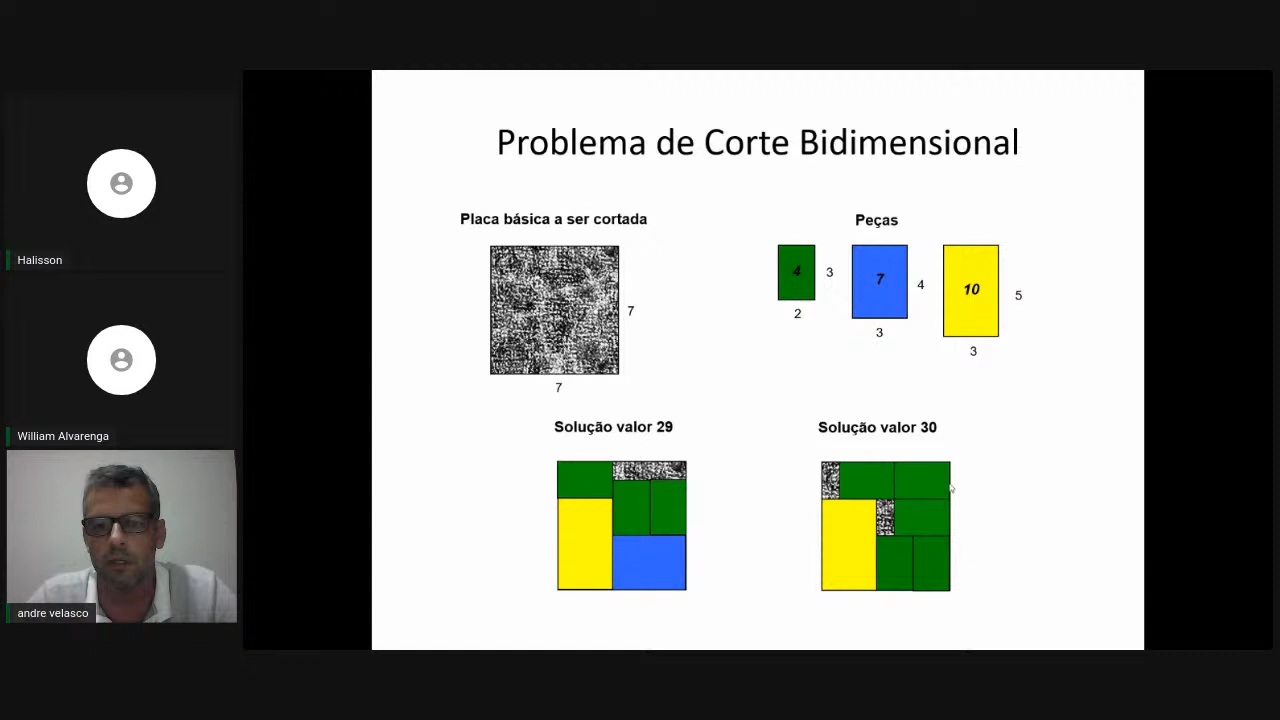 Halisson
William Alvarenga
andre velasco
Problema de Corte Bidimensional
Placa básica a ser cortada
7
7
Peças
4
3
2
7
4
3
10
5
3
Solução valor 29
Solução valor 30